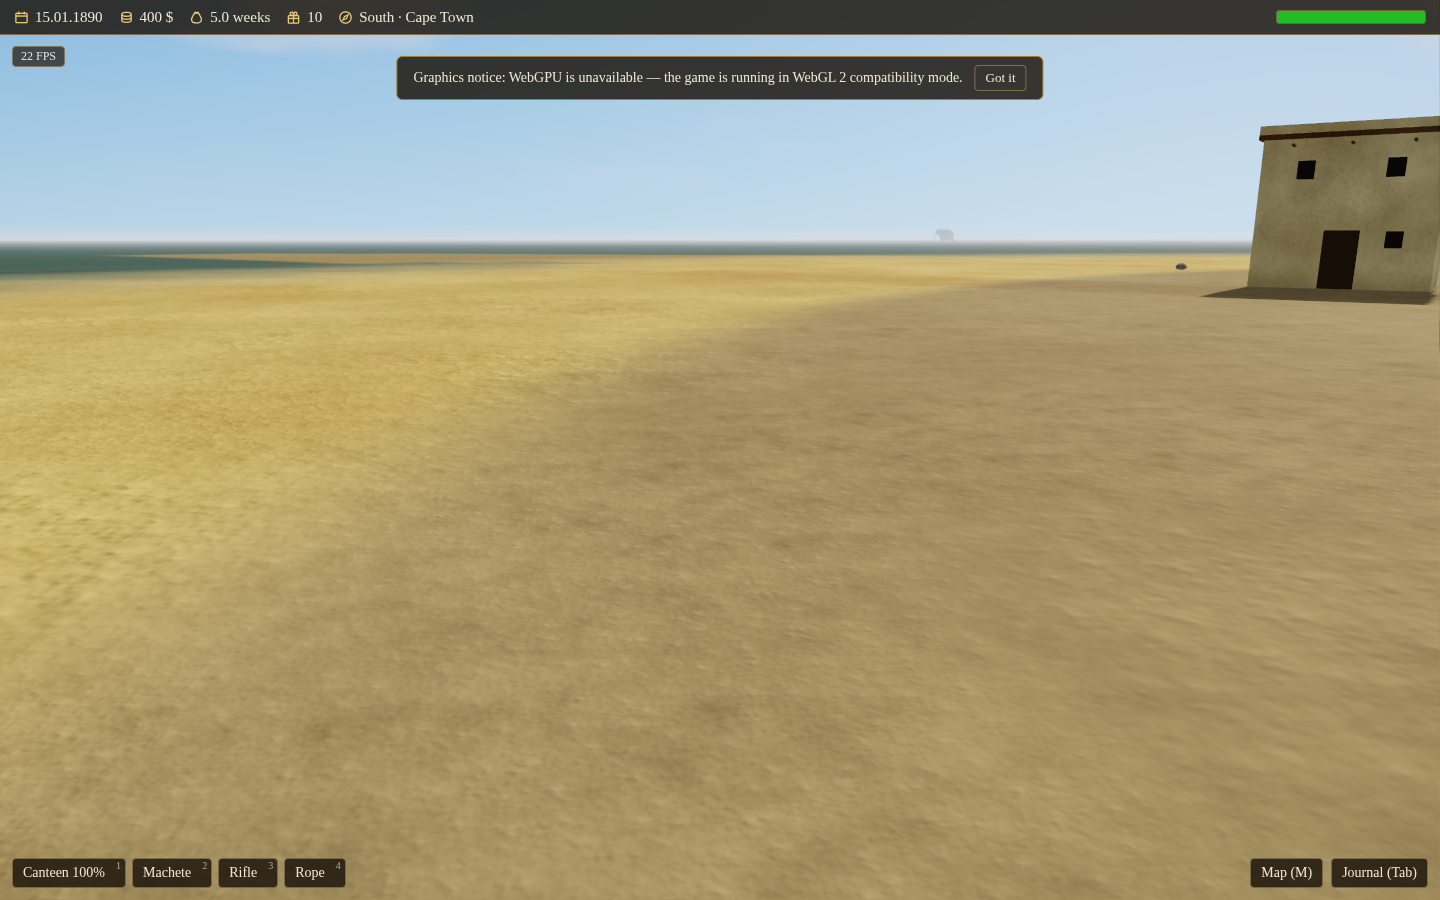 15.01.1890 400 $ 5.0 weeks 10 South · Cape Town
22 FPS
Graphics notice: WebGPU is unavailable — the game is running in WebGL 2 compatibility mode. Got it
Canteen 100% 1 Machete 2 Rifle 3 Rope 4 Map (M) Journal (Tab)